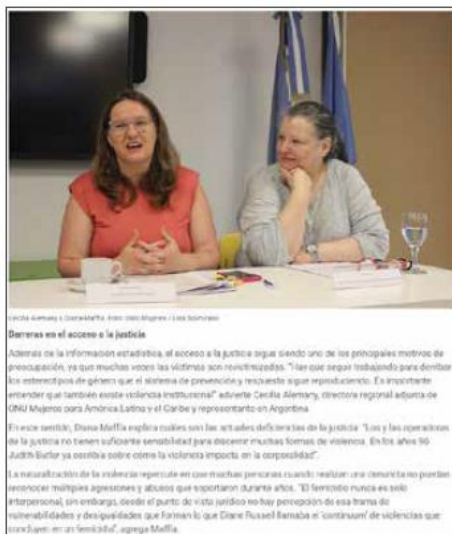 Cecilia Alemany y Diana Maffía. Foto: ONU Mujeres /
Barreras en el acceso a la justicia
Además de la información estadística, el acceso a la justicia sigue siendo uno de los principales motivos de
preocupación, ya que muchas veces las víctimas son revictimizadas. "Hay que seguir trabajando para derribar
los estereotipos de género que el sistema de prevención y respuesta sigue reproduciendo. Es importante
entender que también existe violencia institucional" advierte Cecilia Alemany, directora regional adjunta de
ONU Mujeres para América Latina y el Caribe y representante en Argentina.
En este sentido, Diana Maffía explica cuáles son las actuales deficiencias de la justicia: "Los y las operadoras
de la justicia no tienen suficiente sensibilidad para discernir muchas formas de violencia. En los años 90
Judith Butler ya escribía sobre cómo la violencia impacta en la corporalidad".
La naturalización de la violencia repercute en que muchas personas cuando realizan una denuncia no puedan
reconocer múltiples agresiones y abusos que soportaron durante años. "El femicidio nunca es solo
interpersonal, sin embargo, desde el punto de vista jurídico no hay percepción de esa trama de
vulnerabilidades y desigualdades que forman lo que Diane Russell llamaba el 'continuum' de violencias que
concluyen en un femicidio", agrega Maffía.